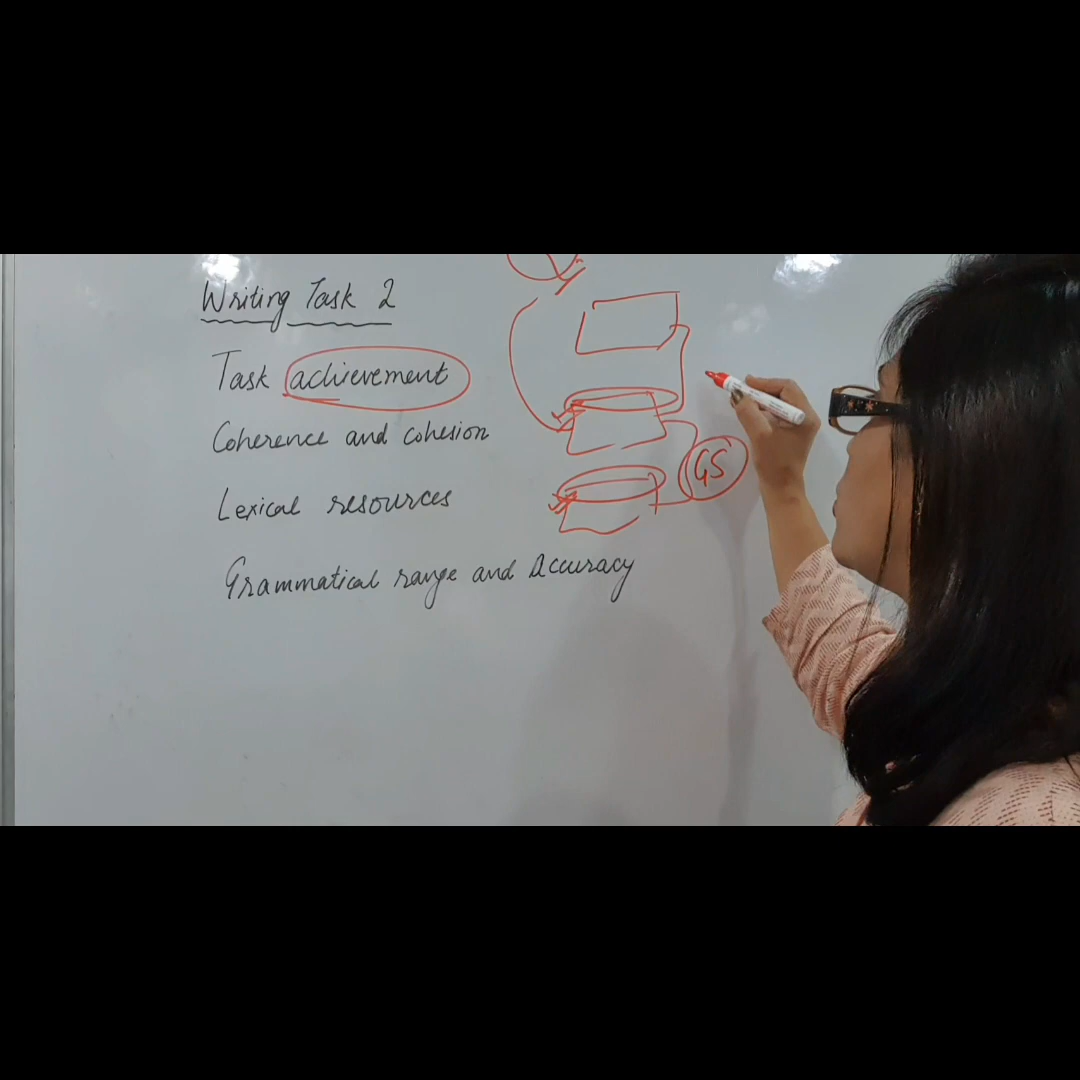 Writing Task 2
Task achievement
Coherence and cohesion
Lexical resources
Grammatical range and Accuracy
GS